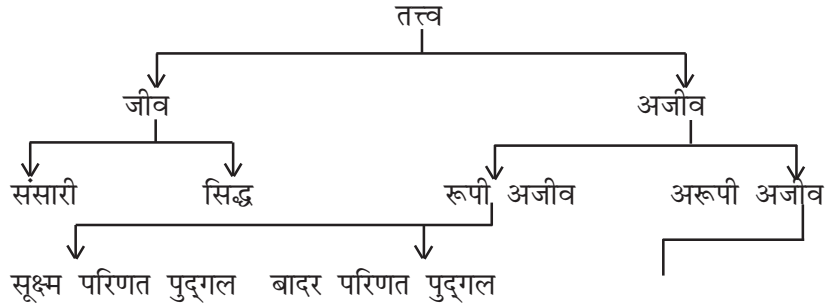 तत्त्व
जीव अजीव
संसारी सिद्ध रूपी अजीव अरूपी अजीव
सूक्ष्म परिणत पुद्‌गल बादर परिणत पुद्‌गल